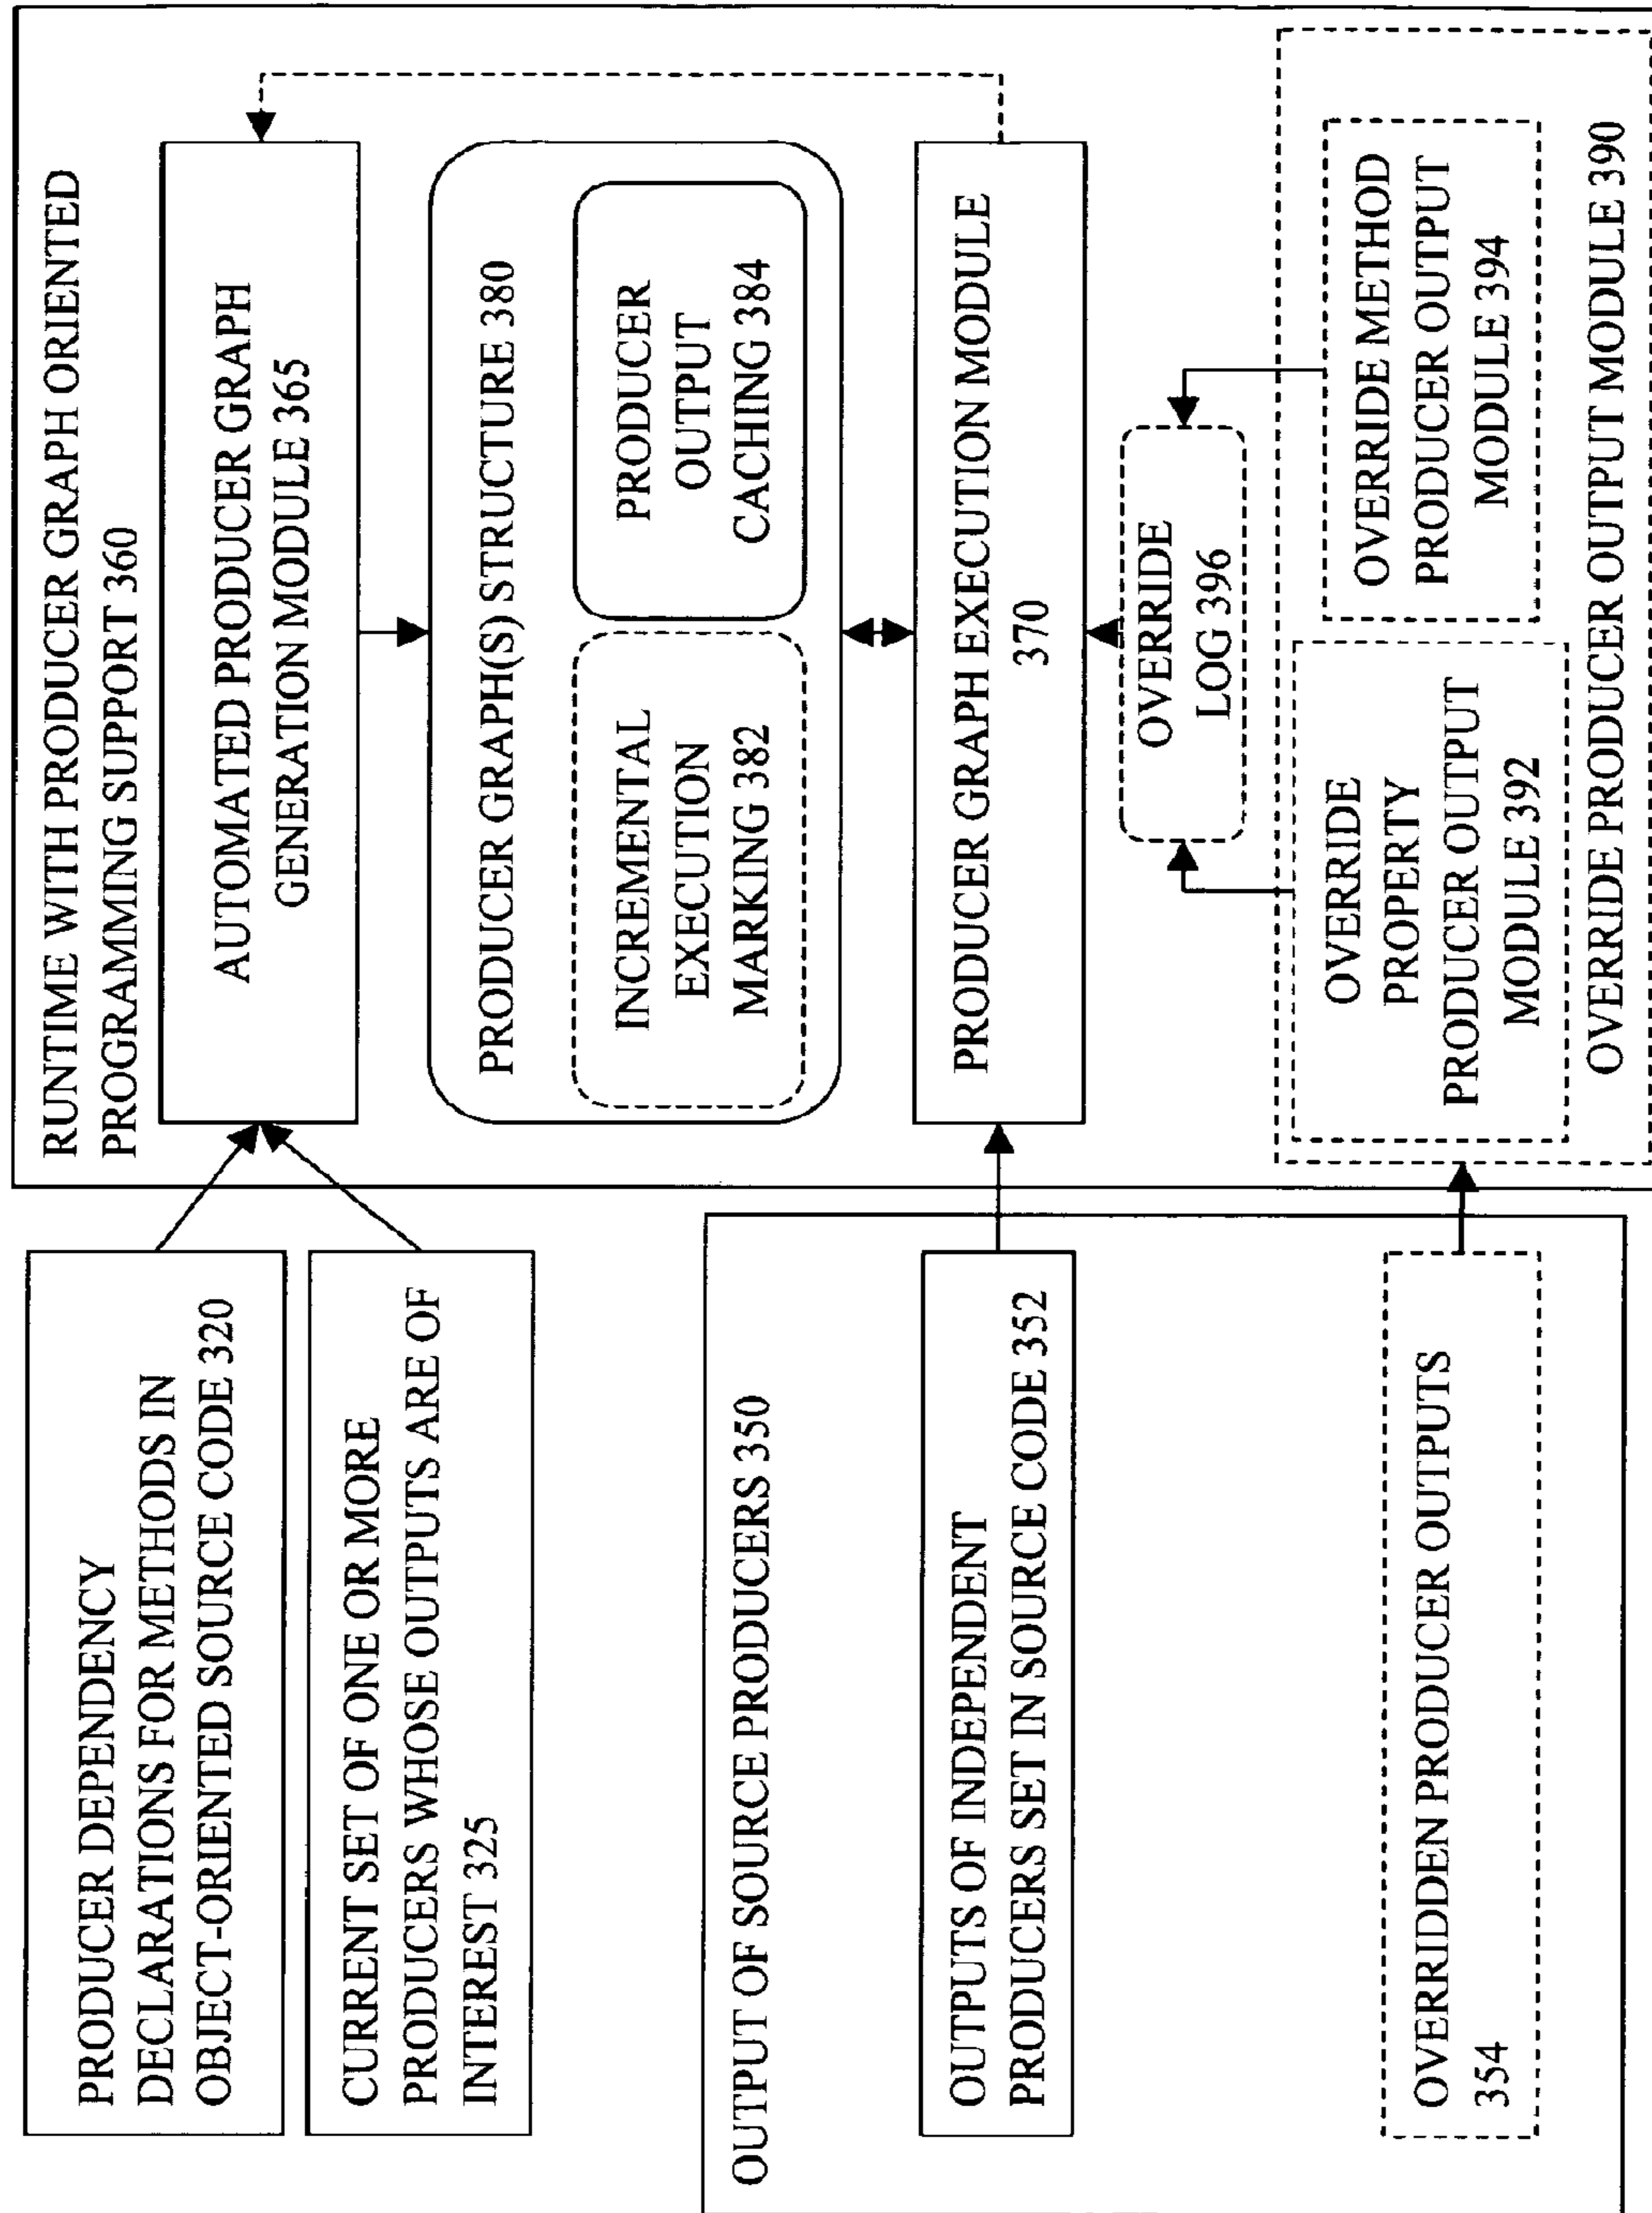 PRODUCER DEPENDENCY
DECLARATIONS FOR METHODS IN
OBJECT-ORIENTED SOURCE CODE 320
CURRENT SET OF ONE OR MORE
PRODUCERS WHOSE OUTPUTS ARE OF
INTEREST 325
OUTPUT OF SOURCE PRODUCERS 350
OUTPUTS OF INDEPENDENT
PRODUCERS SET IN SOURCE CODE 352
OVERRIDDEN PRODUCER OUTPUTS
354
RUNTIME WITH PRODUCER GRAPH ORIENTED
PROGRAMMING SUPPORT 360
AUTOMATED PRODUCER GRAPH
GENERATION MODULE 365
PRODUCER GRAPH(S) STRUCTURE 380
INCREMENTAL
EXECUTION
MARKING 382
PRODUCER
OUTPUT
CACHING 384
PRODUCER GRAPH EXECUTION MODULE
370
OVERRIDE
LOG 396
OVERRIDE
PROPERTY
PRODUCER OUTPUT
MODULE 392
OVERRIDE METHOD
PRODUCER OUTPUT
MODULE 394
OVERRIDE PRODUCER OUTPUT MODULE 390